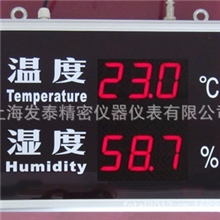 温度 23.0 ℃
Temperature
上海发泰精密仪器仪表有限公司
湿度 58.7 %
Humidity